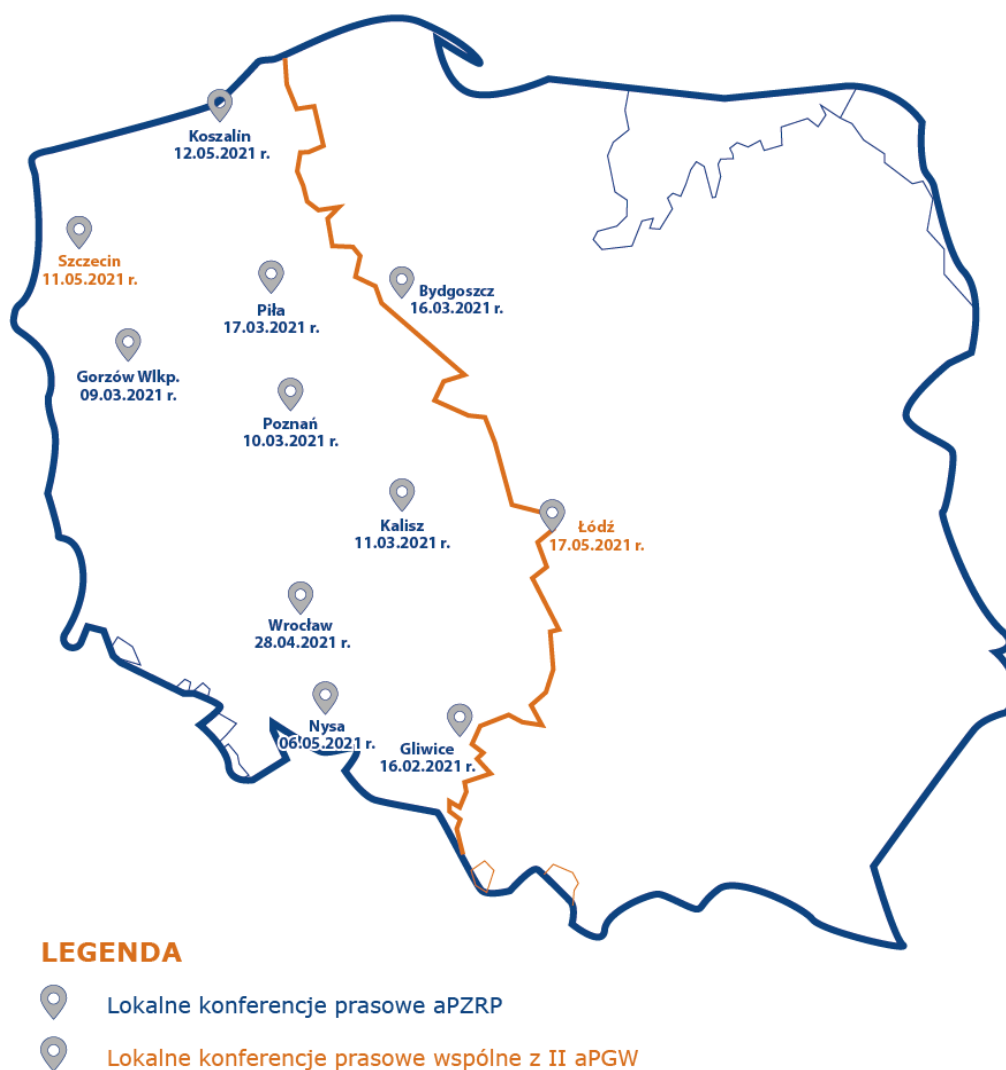 Koszalín
12.05.2021 r.
Szczecin
11.05.2021 r.
Piła
17.03.2021 r.
Bydgoszcz
16.03.2021 r.
Gorzów Wlkp.
09.03.2021 r.
Poznań
10.03.2021 r.
Kalisz
11.03.2021 r.
Łódź
17.05.2021 r.
Wrocław
28.04.2021 r.
Nysa
06.05.2021 r.
Gliwice
16.02.2021 r.
LEGENDA
Lokalne konferencje prasowe aPZRP
Lokalne konferencje prasowe wspólne z II aPGW